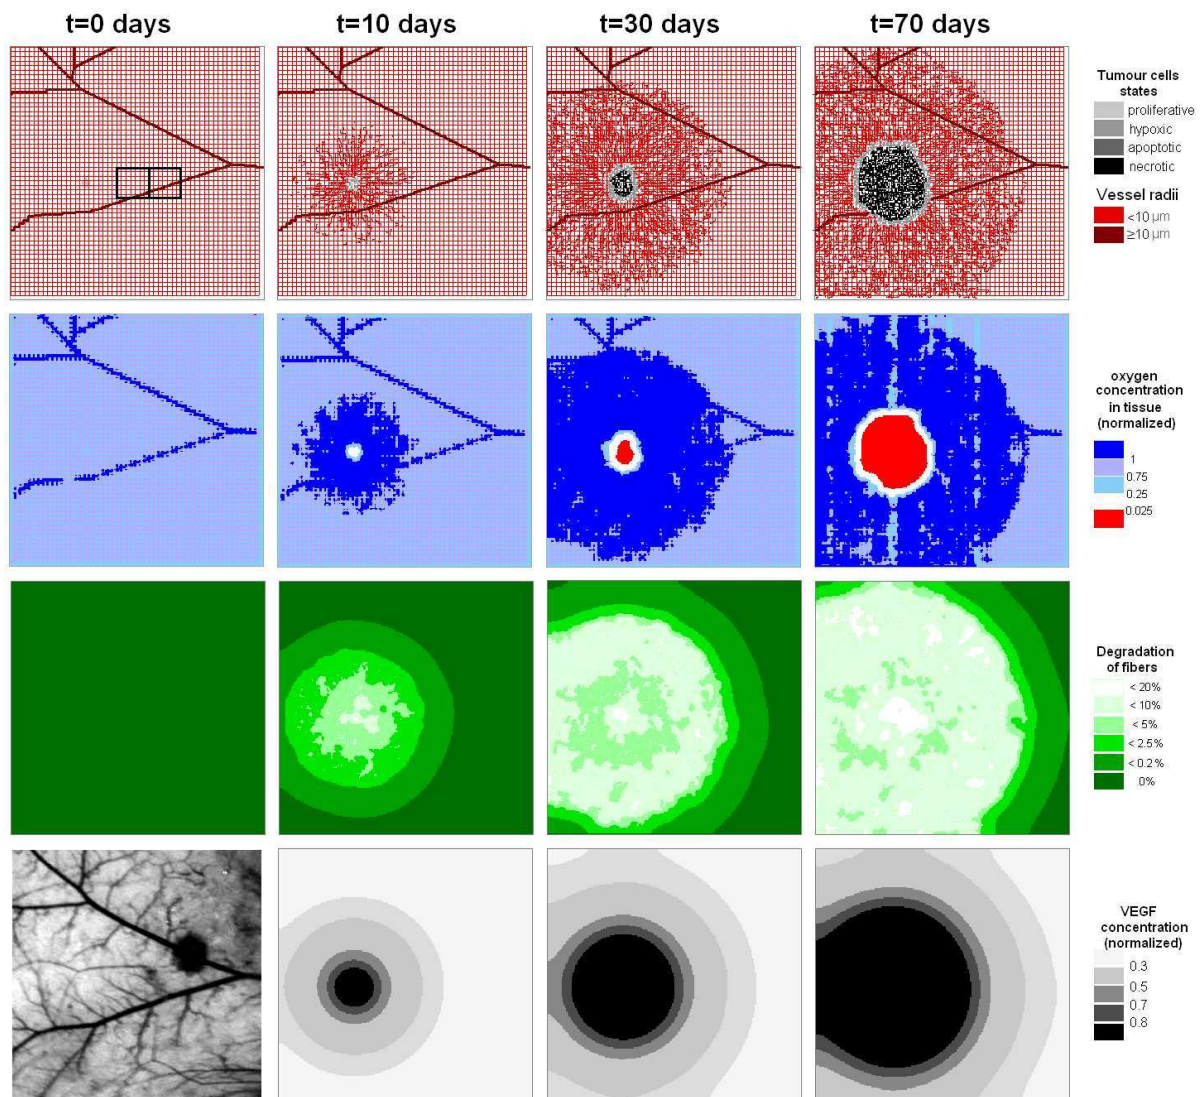 t=0 days
t=10 days
t=30 days
t=70 days
Tumour cells
states
proliferative
hypoxic
apoptotic
necrotic
Vessel radii
<10 µm
≥10 µm
oxygen
concentration
in tissue
(normalized)
1
0.75
0.25
0.025
Degradation
of fibers
< 20%
< 10%
< 5%
< 2.5%
< 0.2%
0%
VEGF
concentration
(normalized)
0.3
0.5
0.7
0.8